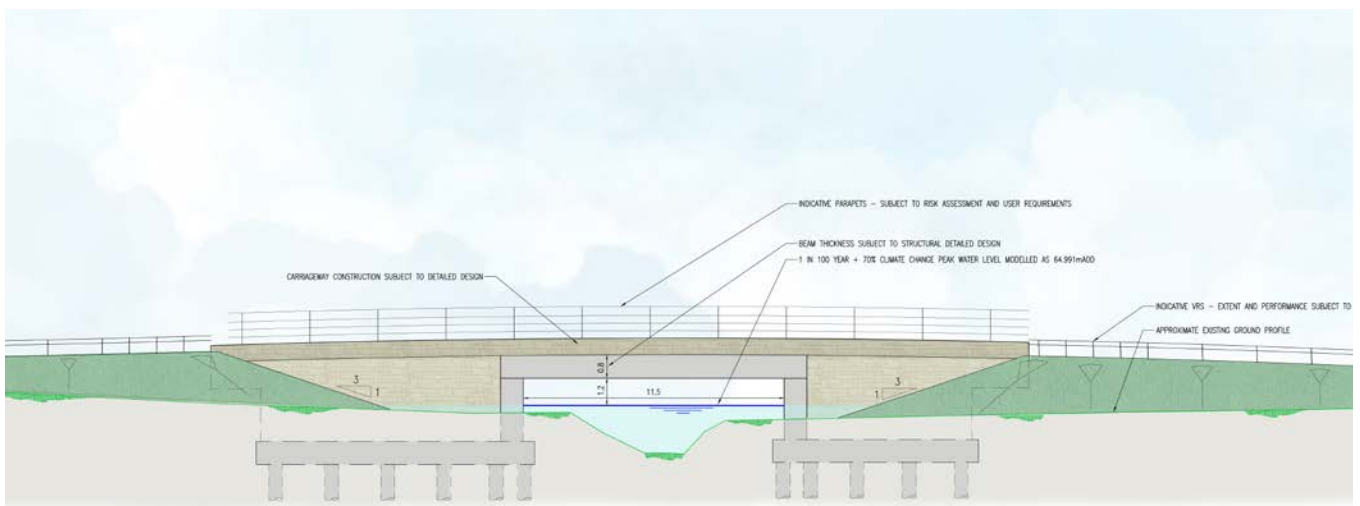 INDICATIVE PARAPETS – SUBJECT TO RISK ASSESSMENT AND USER REQUIREMENTS
BEAM THICKNESS SUBJECT TO STRUCTURAL DETAILED DESIGN
1 IN 100 YEAR + 70% CLIMATE CHANGE PEAK WATER LEVEL MODELLED AS 64.991mAOD
CARRIAGEWAY CONSTRUCTION SUBJECT TO DETAILED DESIGN
INDICATIVE VRS – EXTENT AND PERFORMANCE SUBJECT TO
APPROXIMATE EXISTING GROUND PROFILE
0.8
3
1
1.2
11.5
3
1